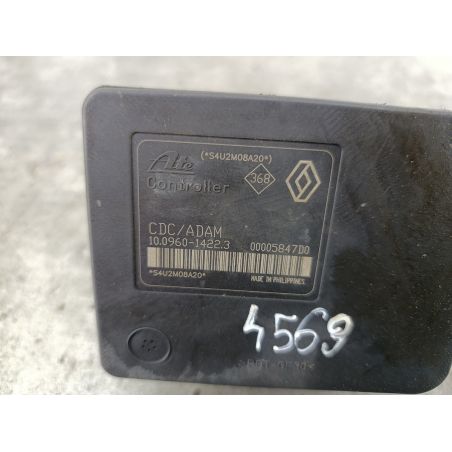 (*S4U2M08A20*)
Ate 368
Controller
CDC/ADAM
10.0960-1422.3 00005847D0
*S4U2M08A20*
MADE IN PHILIPPINES
4569